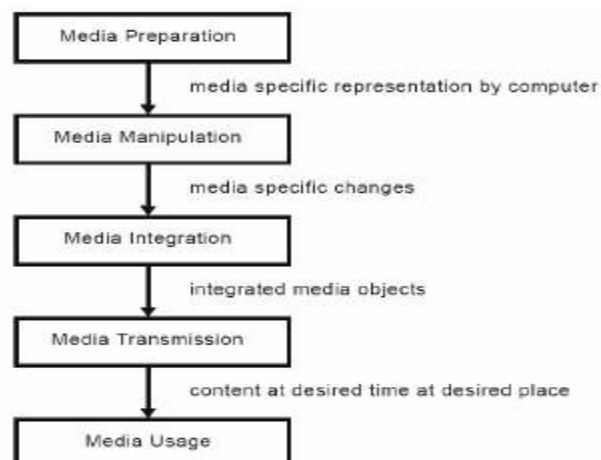 Media Preparation
media specific representation by computer
Media Manipulation
media specific changes
Media Integration
integrated media objects
Media Transmission
content at desired time at desired place
Media Usage